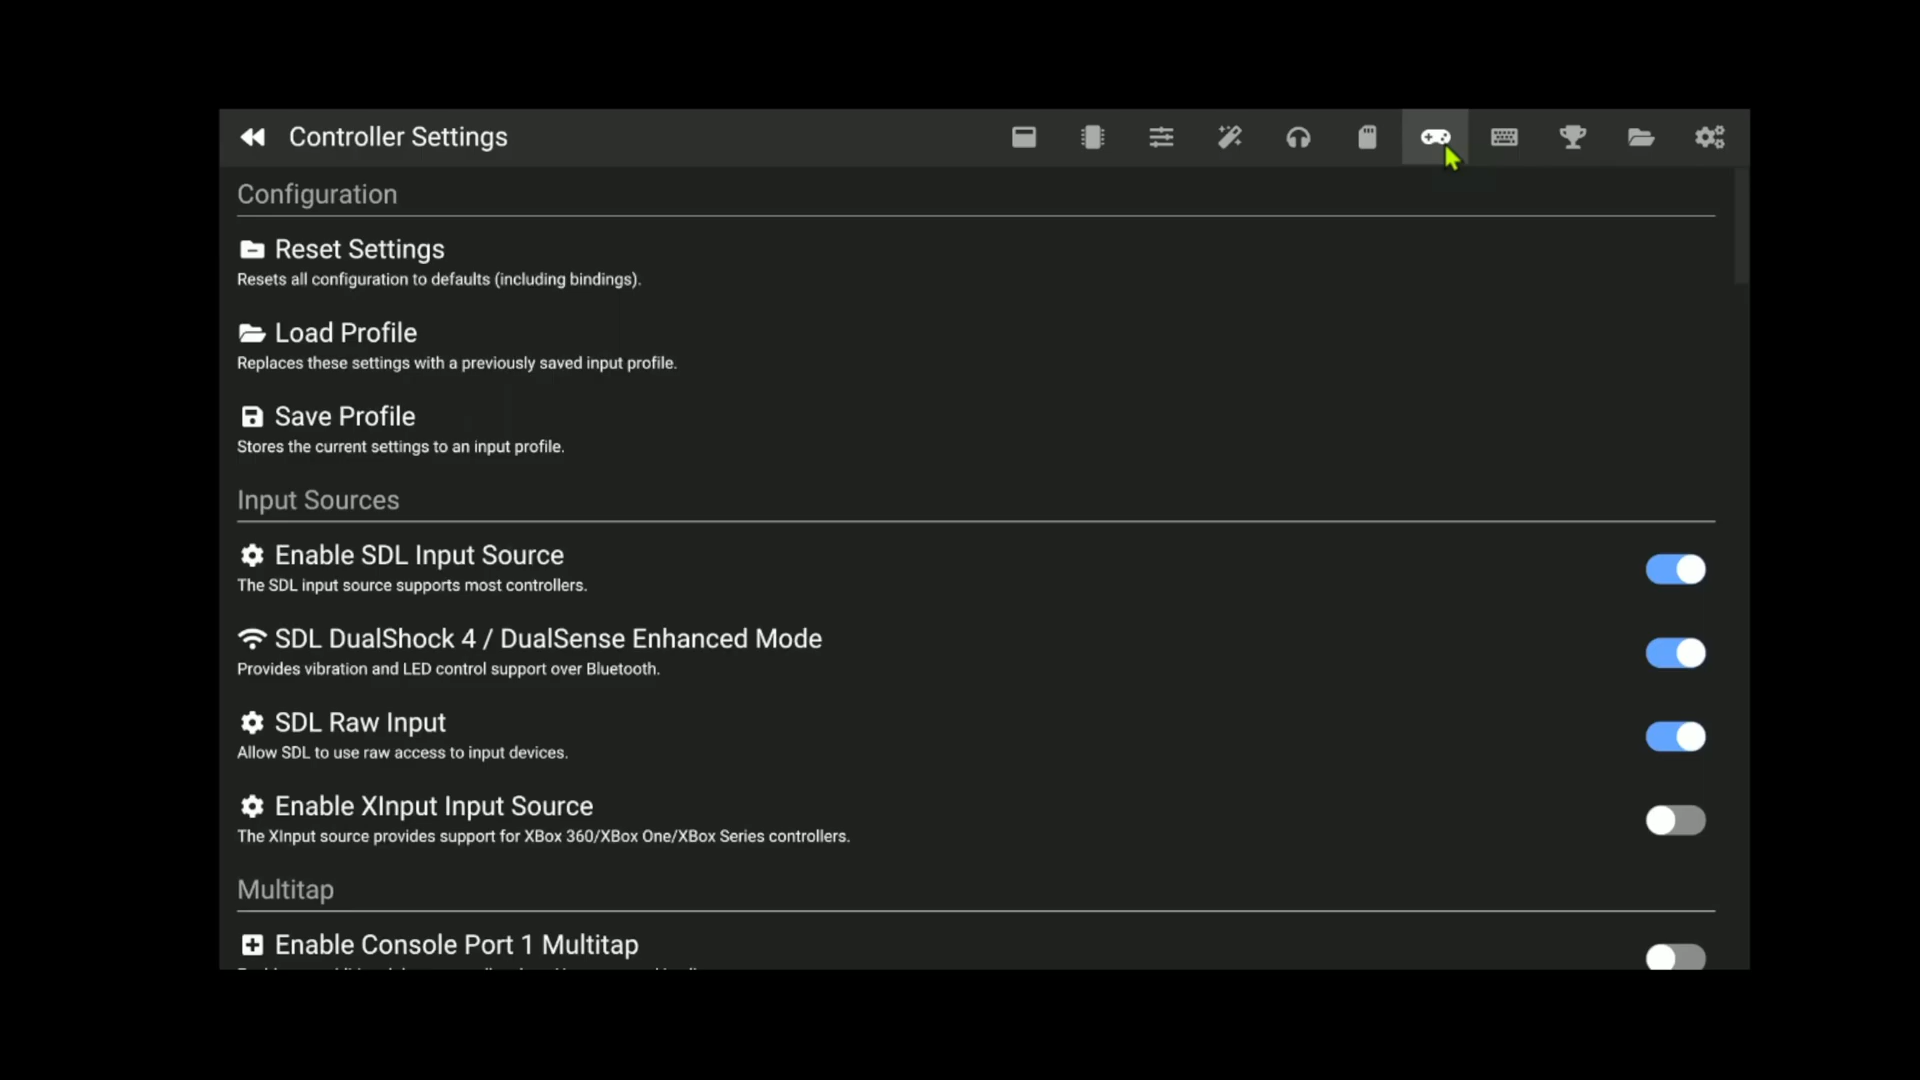 Controller Settings
Configuration
Reset Settings
Resets all configuration to defaults (including bindings).
Load Profile
Replaces these settings with a previously saved input profile.
Save Profile
Stores the current settings to an input profile.
Input Sources
Enable SDL Input Source
The SDL input source supports most controllers.
SDL DualShock 4 / DualSense Enhanced Mode
Provides vibration and LED control support over Bluetooth.
SDL Raw Input
Allow SDL to use raw access to input devices.
Enable XInput Input Source
The XInput source provides support for XBox 360/XBox One/XBox Series controllers.
Multitap
Enable Console Port 1 Multitap